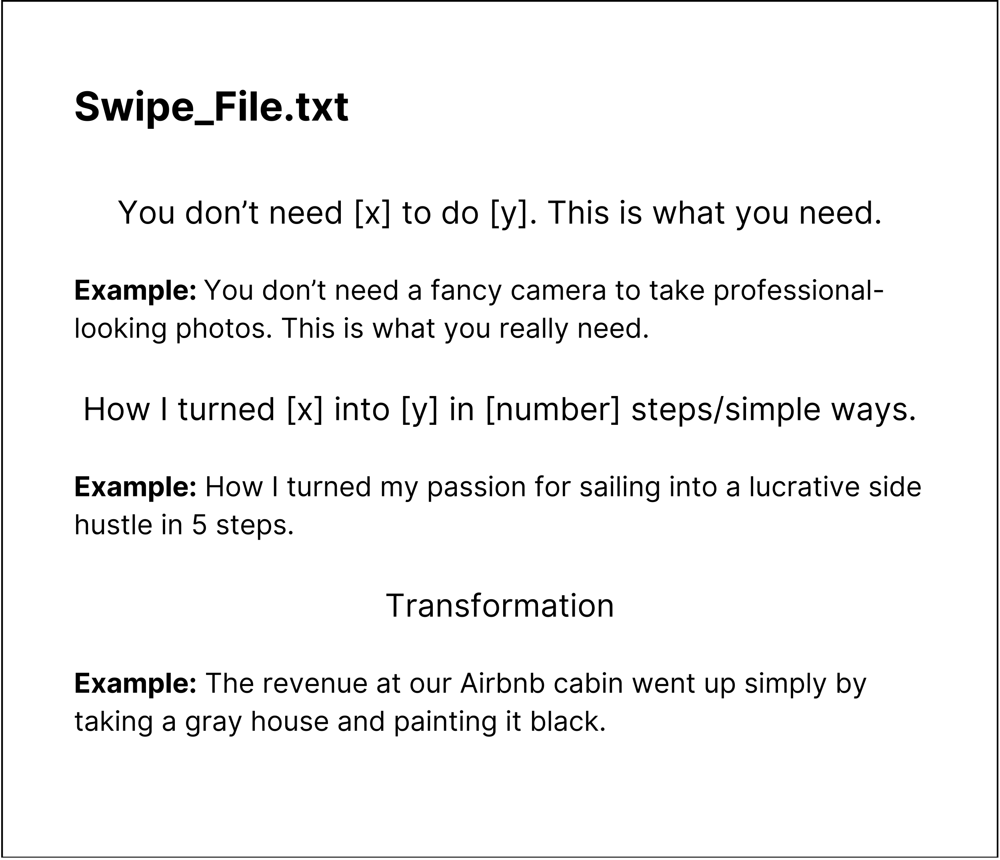 Swipe_File.txt
You don’t need [x] to do [y]. This is what you need.
Example: You don’t need a fancy camera to take professional-
looking photos. This is what you really need.
How I turned [x] into [y] in [number] steps/simple ways.
Example: How I turned my passion for sailing into a lucrative side
hustle in 5 steps.
Transformation
Example: The revenue at our Airbnb cabin went up simply by
taking a gray house and painting it black.